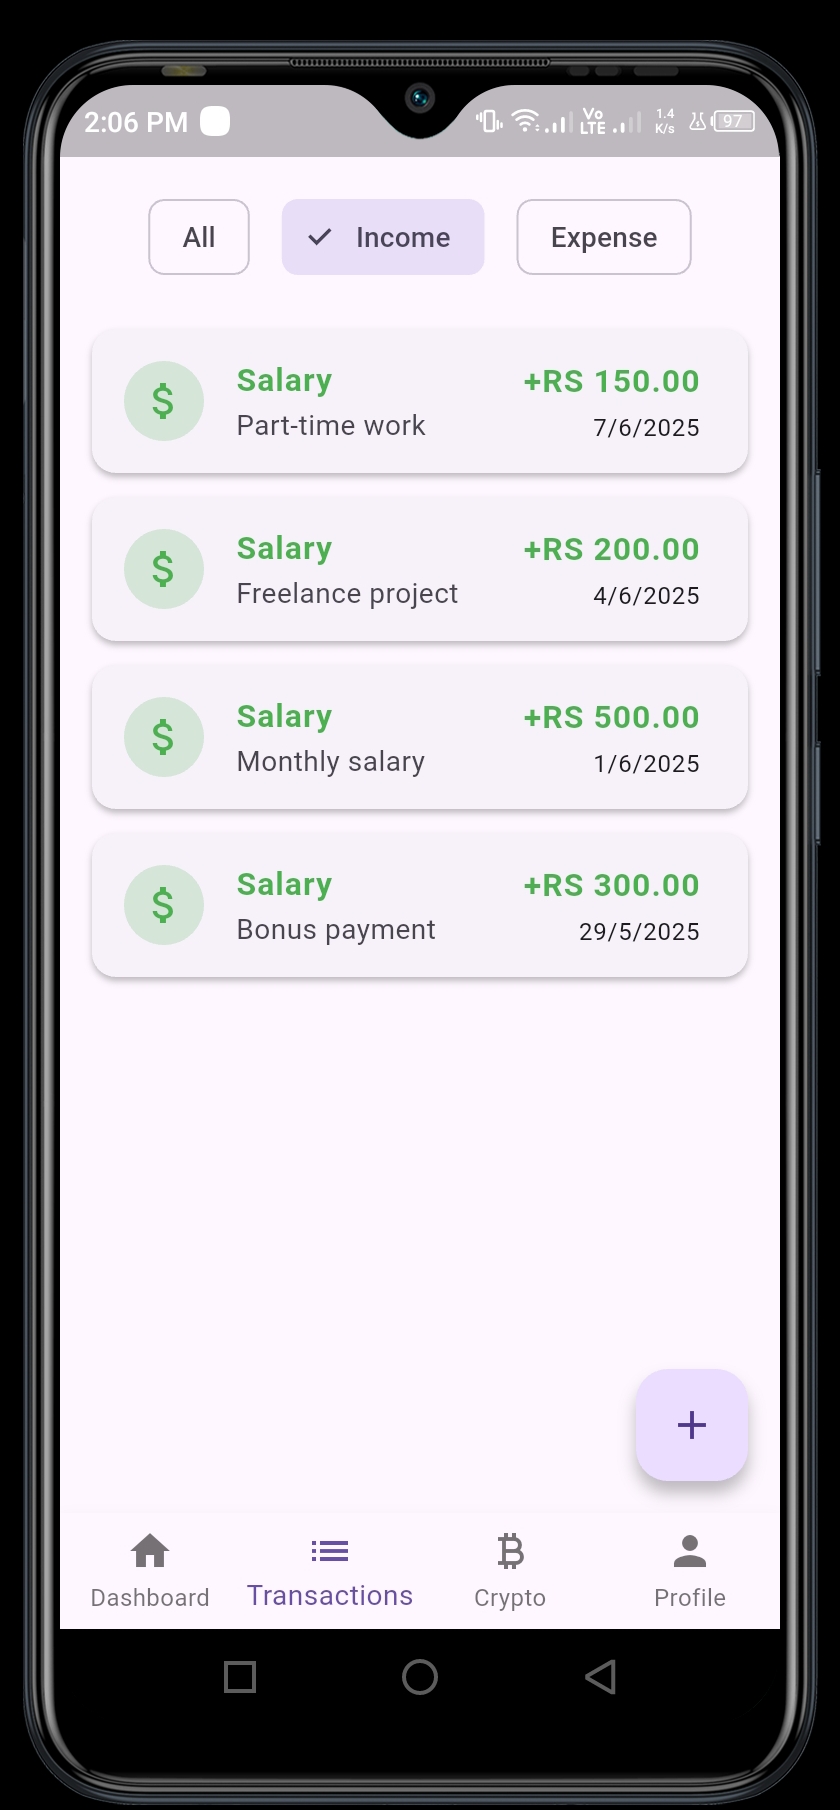 2:06 PM
Vo
LTE
1.4
K/s
97
All
Income
Expense
Salary
+RS 150.00
Part-time work
7/6/2025
Salary
+RS 200.00
Freelance project
4/6/2025
Salary
+RS 500.00
Monthly salary
1/6/2025
Salary
+RS 300.00
Bonus payment
29/5/2025
Dashboard
Transactions
Crypto
Profile